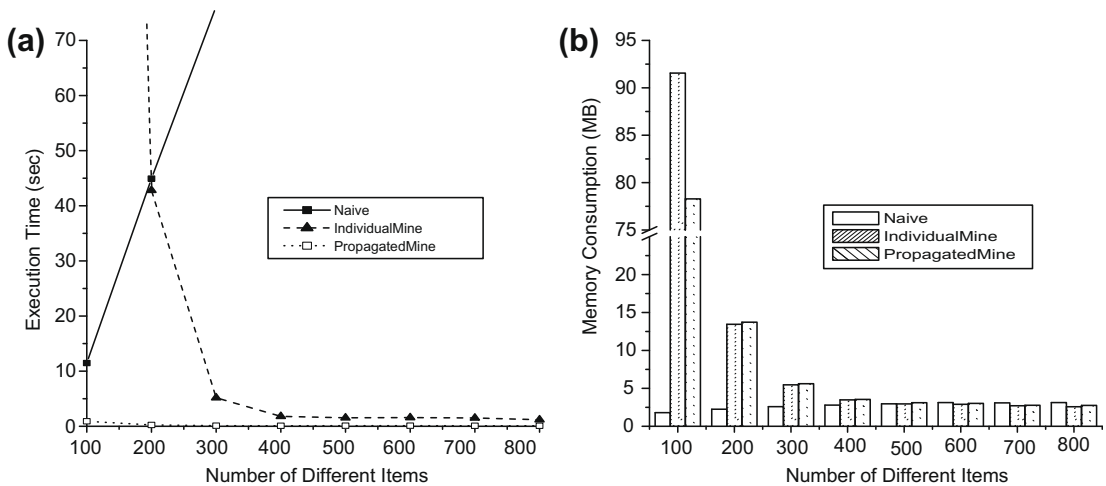 (a)
70
60
50
40
30
20
10
0
Execution Time (sec)
Naive
IndividualMine
PropagatedMine
100 200 300 400 500 600 700 800
Number of Different Items
(b)
95
90
85
80
75
20
15
10
5
0
Memory Consumption (MB)
Naive
IndividualMine
PropagatedMine
100 200 300 400 500 600 700 800
Number of Different Items